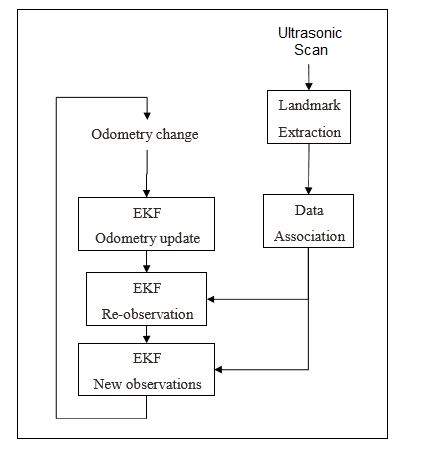 Ultrasonic
Scan
Landmark
Extraction
Odometry change
EKF
Odometry update
Data
Association
EKF
Re-observation
EKF
New observations